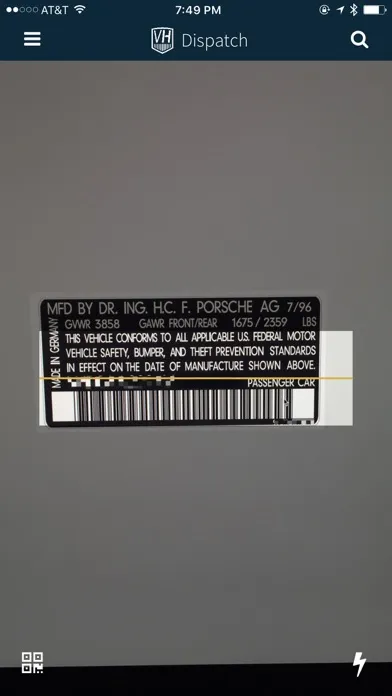 AT&T
7:49 PM
VH Dispatch
MFD BY DR. ING. H.C. F. PORSCHE AG 7/96
GVWR 3858 GAWR FRONT/REAR 1675 / 2359 LBS
THIS VEHICLE CONFORMS TO ALL APPLICABLE U.S. FEDERAL MOTOR
VEHICLE SAFETY, BUMPER, AND THEFT PREVENTION STANDARDS
IN EFFECT ON THE DATE OF MANUFACTURE SHOWN ABOVE.
PASSENGER CAR
MADE IN GERMANY